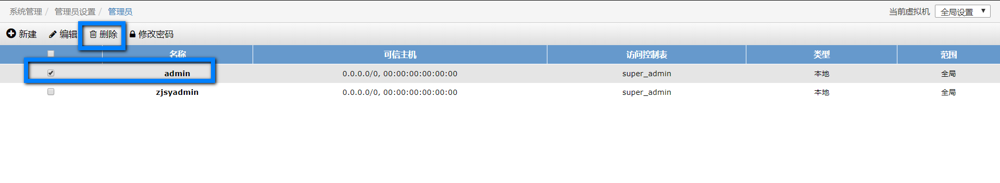 系统管理 / 管理员设置 / 管理员 当前虚拟机 全局设置
新建 编辑 删除 修改密码
名称 可信主机 访问控制表 类型 范围
admin 0.0.0.0/0, 00:00:00:00:00:00 super_admin 本地 全局
zjsyadmin 0.0.0.0/0, 00:00:00:00:00:00 super_admin 本地 全局